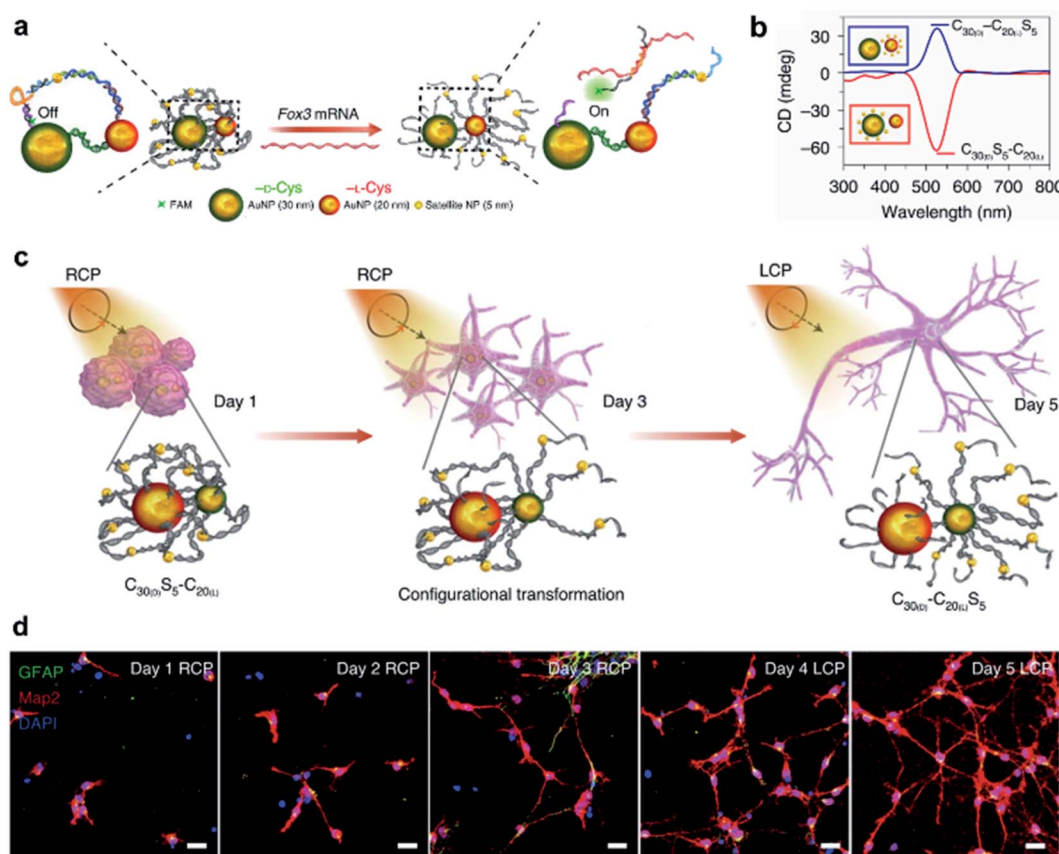 a
Off
Fox3 mRNA
On
–D-Cys
–L-Cys
FAM
AuNP (30 nm)
AuNP (20 nm)
Satellite NP (5 nm)
b
CD (mdeg)
30
0
−30
−60
C30(D)–C20(L)S5
C30(D)S5-C20(L)
300 400 500 600 700 800
Wavelength (nm)
c
RCP
Day 1
C30(D)S5-C20(L)
RCP
Day 3
Configurational transformation
LCP
Day 5
C30(D)-C20(L)S5
d
GFAP
Map2
DAPI
Day 1 RCP
Day 2 RCP
Day 3 RCP
Day 4 LCP
Day 5 LCP